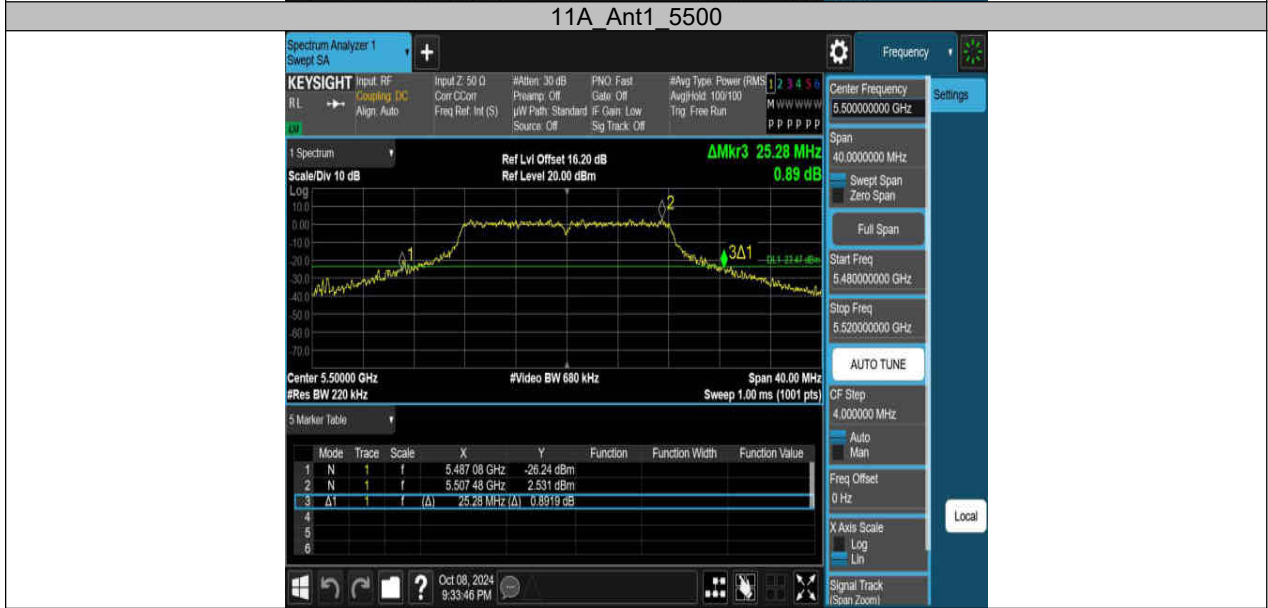 11A_Ant1_5500
Spectrum Analyzer 1
Swept SA
+
Frequency
KEYSIGHT
RL
Input: RF
Coupling: DC
Align: Auto
Input Z: 50 Ω
Corr CCorr
Freq Ref: Int (S)
#Atten: 30 dB
Preamp: Off
µW Path: Standard
Source: Off
PNO: Fast
Gate: Off
IF Gain: Low
Sig Track: Off
#Avg Type: Power (RMS
Avg|Hold: 100/100
Trig: Free Run
1 2 3 4 5 6
M W W W W W
P P P P P P
1 Spectrum
Scale/Div 10 dB
Ref Lvl Offset 16.20 dB
Ref Level 20.00 dBm
ΔMkr3 25.28 MHz
0.89 dB
Log
10.0
0.00
-10.0
-20.0
-30.0
-40.0
-50.0
-60.0
-70.0
1
2
3Δ1
DL1 -23.47 dBm
Center 5.50000 GHz
#Res BW 220 kHz
#Video BW 680 kHz
Span 40.00 MHz
Sweep 1.00 ms (1001 pts)
5 Marker Table
Mode Trace Scale X Y Function Function Width Function Value
1 N 1 f 5.487 08 GHz -26.24 dBm
2 N 1 f 5.507 48 GHz 2.531 dBm
3 Δ1 1 f (Δ) 25.28 MHz (Δ) 0.8919 dB
4
5
6
Oct 08, 2024
9:33:46 PM
Center Frequency
5.500000000 GHz
Settings
Span
40.0000000 MHz
Swept Span
Zero Span
Full Span
Start Freq
5.480000000 GHz
Stop Freq
5.520000000 GHz
AUTO TUNE
CF Step
4.000000 MHz
Auto
Man
Freq Offset
0 Hz
X Axis Scale
Log
Lin
Local
Signal Track
(Span Zoom)